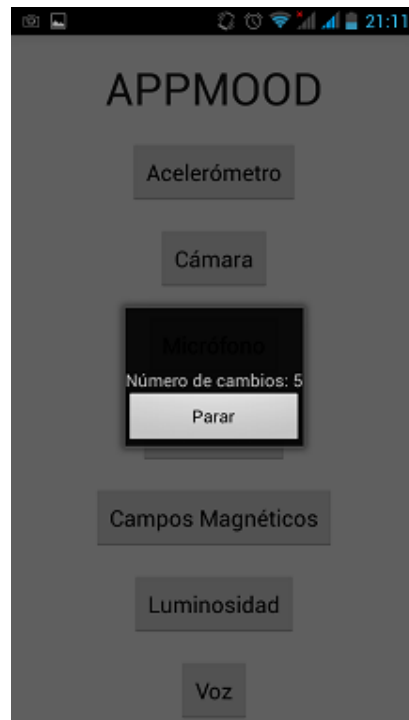 21:11
APPMOOD
Acelerómetro
Cámara
Micrófono
Número de cambios: 5
Parar
Campos Magnéticos
Luminosidad
Voz